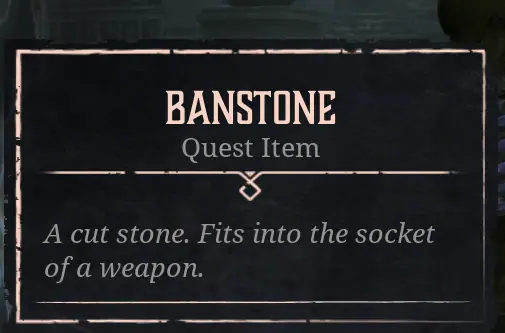 BANSTONE
Quest Item
A cut stone. Fits into the socket
of a weapon.